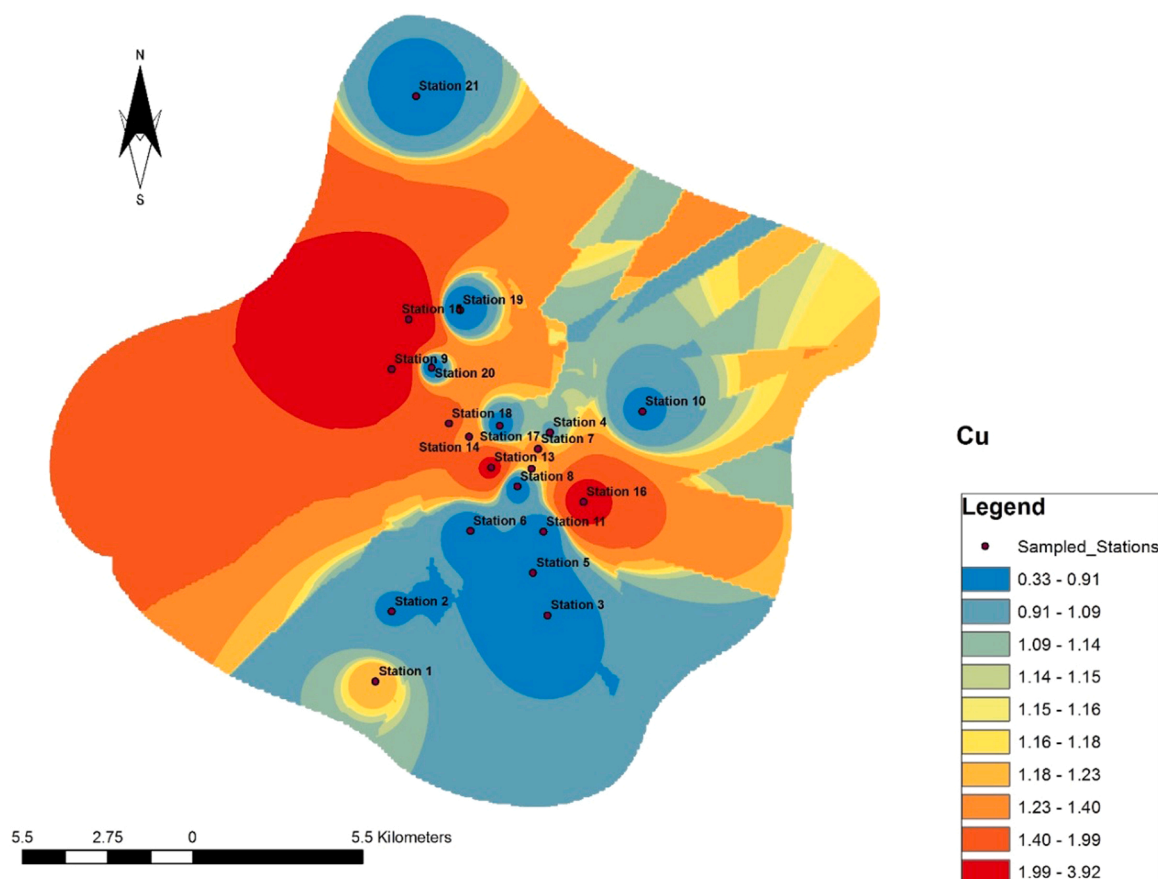 N
S
Station 21
Station 19
Station 15
Station 9
Station 20
Station 10
Station 18
Station 4
Station 17
Station 7
Station 14
Station 13
Station 8
Station 16
Station 6
Station 11
Station 5
Station 2
Station 3
Station 1
Cu
Legend
Sampled_Stations
0.33 - 0.91
0.91 - 1.09
1.09 - 1.14
1.14 - 1.15
1.15 - 1.16
1.16 - 1.18
1.18 - 1.23
1.23 - 1.40
1.40 - 1.99
1.99 - 3.92
5.5 2.75 0 5.5 Kilometers